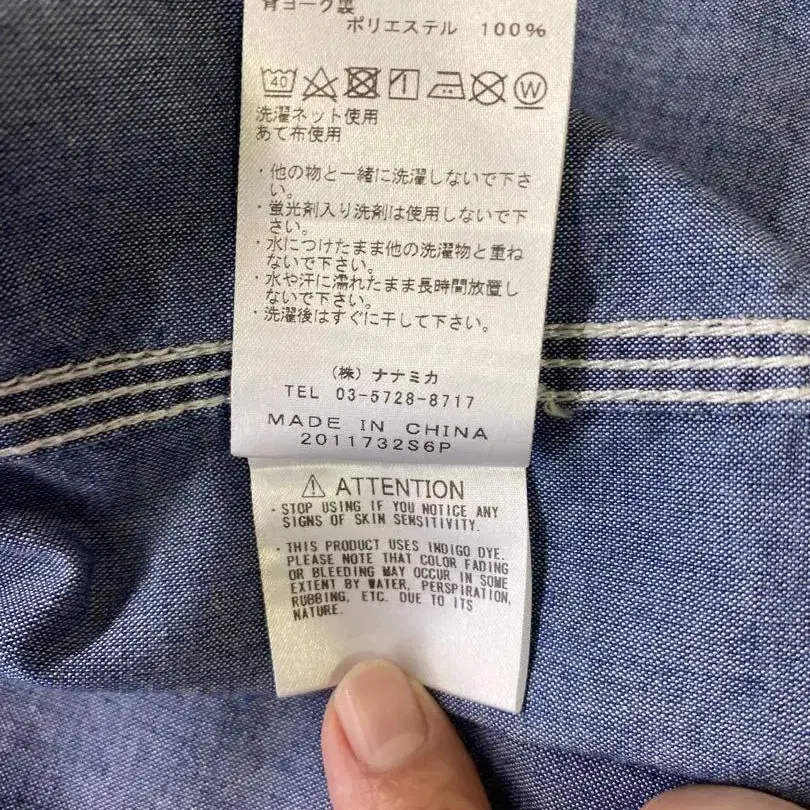 背ヨーク裏
ポリエステル 100%
40
W
洗濯ネット使用
あて布使用
・他の物と一緒に洗濯しないで下さ
い。
・蛍光剤入り洗剤は使用しないで下
さい。
・水につけたまま他の洗濯物と重ね
ないで下さい。
・水や汗に濡れたまま長時間放置し
ないで下さい。
・洗濯後はすぐに干して下さい。
(株) ナナミカ
TEL 03-5728-8717
MADE IN CHINA
2011732S6P
⚠ ATTENTION
・STOP USING IF YOU NOTICE ANY
SIGNS OF SKIN SENSITIVITY.
・THIS PRODUCT USES INDIGO DYE.
PLEASE NOTE THAT COLOR FADING
OR BLEEDING MAY OCCUR IN SOME
EXTENT BY WATER, PERSPIRATION,
RUBBING, ETC. DUE TO ITS
NATURE.